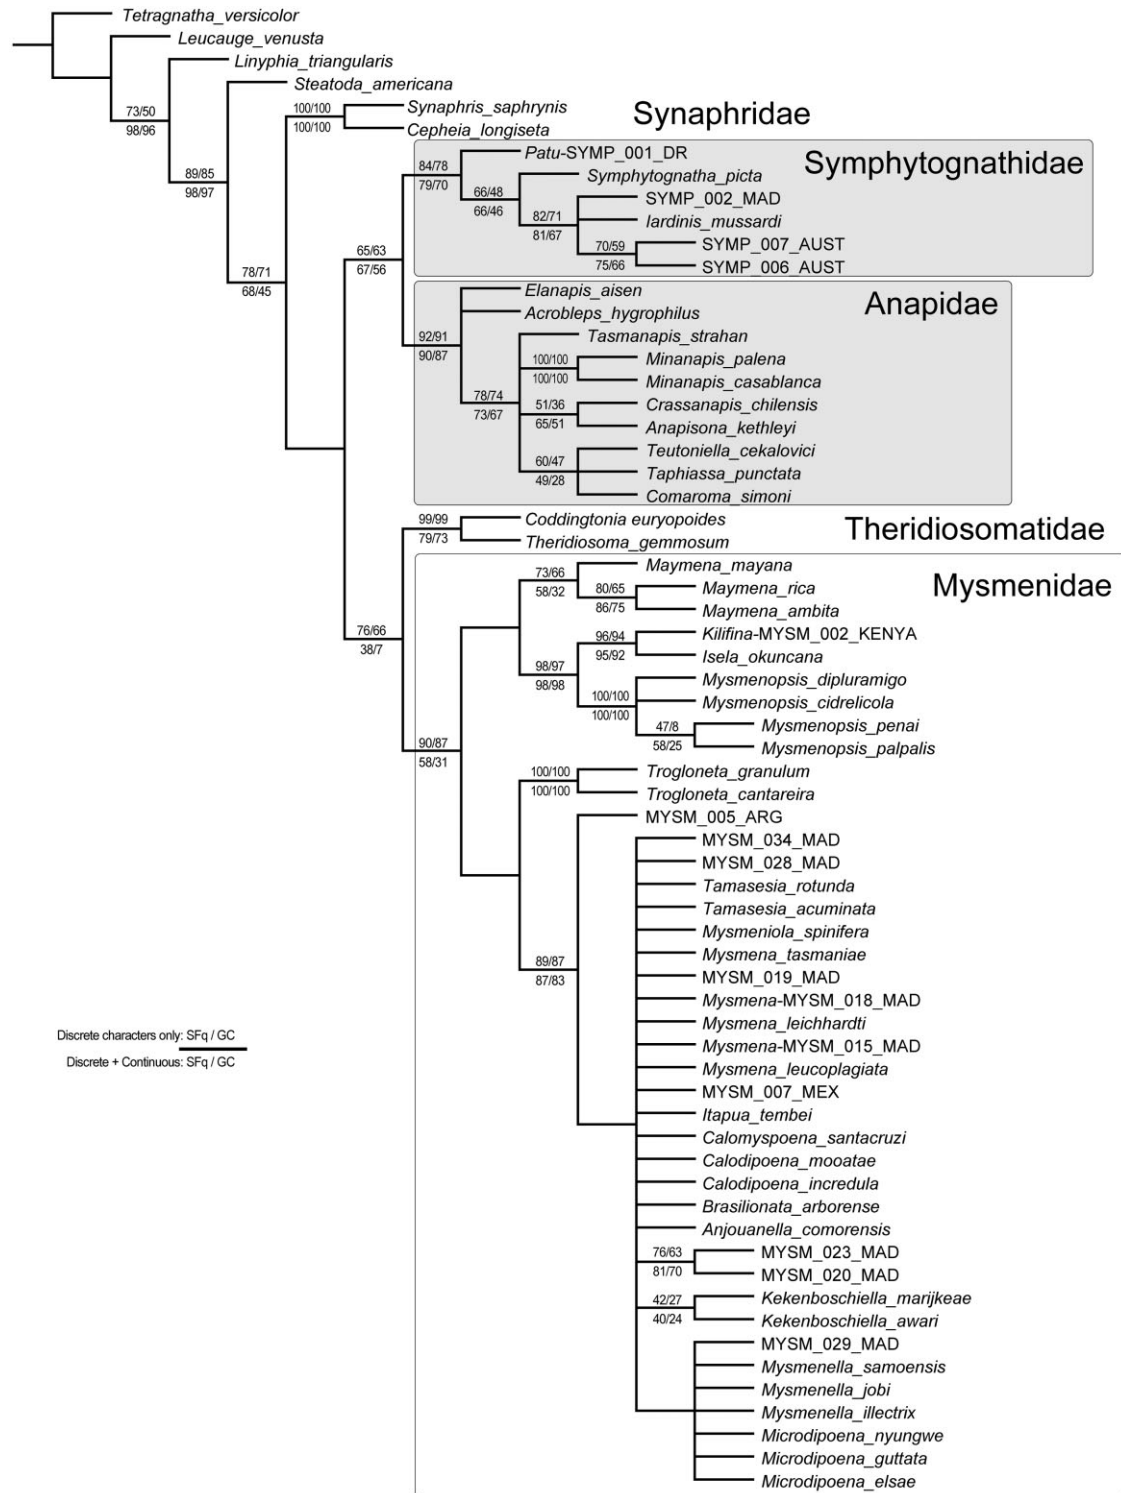 Tetragnatha_versicolor
Leucauge_venusta
Linyphia_triangularis
73/50
98/96
Steatoda_americana
89/85
98/97
Synaphris_saphrynis
100/100
100/100
Cepheia_longiseta
Synaphridae
78/71
68/45
Symphytognathidae
Patu-SYMP_001_DR
84/78
79/70
Symphytognatha_picta
66/48
66/46
SYMP_002_MAD
82/71
81/67
Iardinis_mussardi
SYMP_007_AUST
70/59
75/66
SYMP_006_AUST
65/63
67/56
Anapidae
Elanapis_aisen
Acrobleps_hygrophilus
92/91
90/87
Tasmanapis_strahan
Minanapis_palena
100/100
100/100
Minanapis_casablanca
78/74
73/67
Crassanapis_chilensis
51/36
65/51
Anapisona_kethleyi
Teutoniella_cekalovici
60/47
49/28
Taphiassa_punctata
Comaroma_simoni
Coddingtonia euryopoides
99/99
79/73
Theridiosoma_gemmosum
Theridiosomatidae
Mysmenidae
Maymena_mayana
73/66
58/32
Maymena_rica
80/65
86/75
Maymena_ambita
76/66
38/7
Kilifina-MYSM_002_KENYA
96/94
95/92
Isela_okuncana
98/97
98/98
Mysmenopsis_dipluramigo
Mysmenopsis_cidrelicola
100/100
100/100
Mysmenopsis_penai
47/8
58/25
Mysmenopsis_palpalis
90/87
58/31
Trogloneta_granulum
100/100
100/100
Trogloneta_cantareira
MYSM_005_ARG
MYSM_034_MAD
MYSM_028_MAD
Tamasesia_rotunda
Tamasesia_acuminata
Mysmeniola_spinifera
Mysmena_tasmaniae
89/87
87/83
MYSM_019_MAD
Mysmena-MYSM_018_MAD
Mysmena_leichhardti
Mysmena-MYSM_015_MAD
Mysmena_leucoplagiata
MYSM_007_MEX
Itapua_tembei
Calomyspoena_santacruzi
Calodipoena_mooatae
Calodipoena_incredula
Brasilionata_arborense
Anjouanella_comorensis
MYSM_023_MAD
76/63
81/70
MYSM_020_MAD
Kekenboschiella_marijkeae
42/27
40/24
Kekenboschiella_awari
MYSM_029_MAD
Mysmenella_samoensis
Mysmenella_jobi
Mysmenella_illectrix
Microdipoena_nyungwe
Microdipoena_guttata
Microdipoena_elsae
Discrete characters only: SFq / GC
Discrete + Continuous: SFq / GC